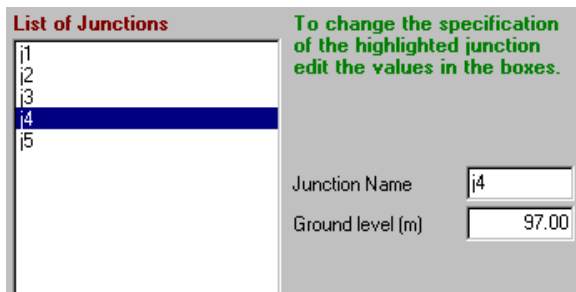 List of Junctions
j1
j2
j3
j4
j5
To change the specification
of the highlighted junction
edit the values in the boxes.
Junction Name j4
Ground level (m) 97.00